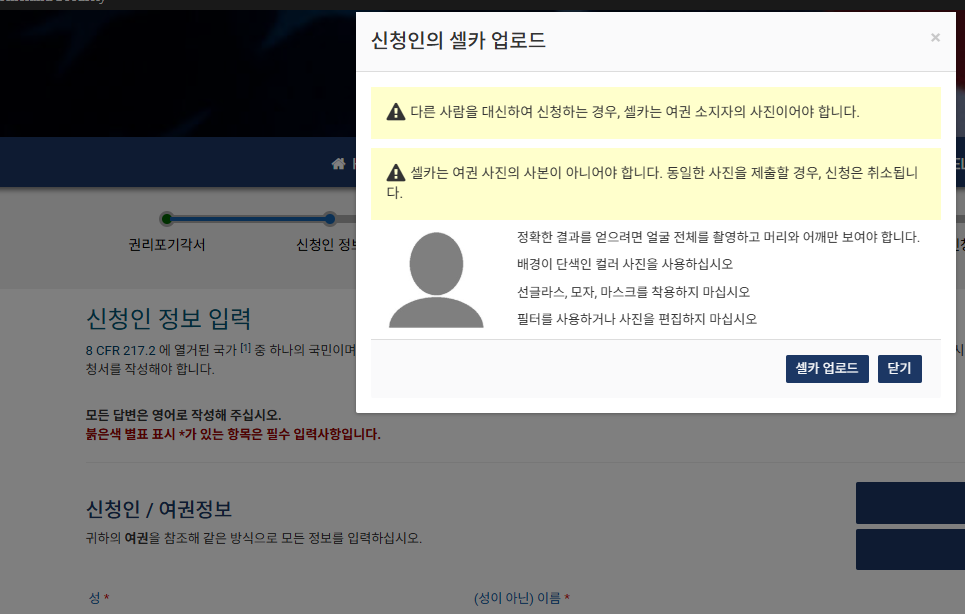 신청인의 셀카 업로드
×
다른 사람을 대신하여 신청하는 경우, 셀카는 여권 소지자의 사진이어야 합니다.
셀카는 여권 사진의 사본이 아니어야 합니다. 동일한 사진을 제출할 경우, 신청은 취소됩니
다.
정확한 결과를 얻으려면 얼굴 전체를 촬영하고 머리와 어깨만 보여야 합니다.
배경이 단색인 컬러 사진을 사용하십시오
선글라스, 모자, 마스크를 착용하지 마십시오
필터를 사용하거나 사진을 편집하지 마십시오
셀카 업로드
닫기
권리포기각서
신청인 정보
신청인 정보 입력
8 CFR 217.2 에 열거된 국가 [1] 중 하나의 국민이며
청서를 작성해야 합니다.
모든 답변은 영어로 작성해 주십시오.
붉은색 별표 표시 *가 있는 항목은 필수 입력사항입니다.
신청인 / 여권정보
귀하의 여권을 참조해 같은 방식으로 모든 정보를 입력하십시오.
성 *
(성이 아닌) 이름 *